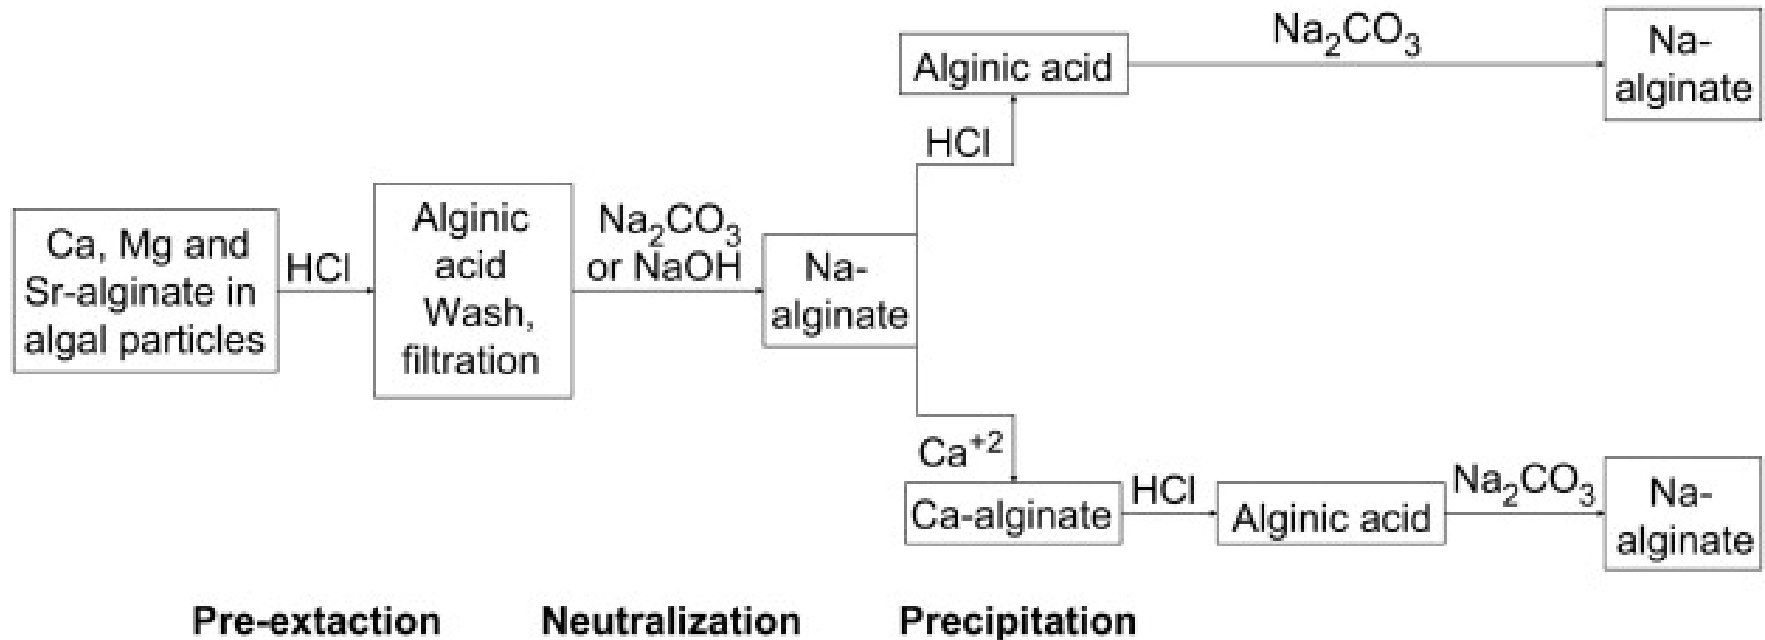 Ca, Mg and
Sr-alginate in
algal particles
HCl
Alginic
acid
Wash,
filtration
Na₂CO₃
or NaOH
Na-
alginate
HCl
Alginic acid
Na₂CO₃
Na-
alginate
Ca⁺²
Ca-alginate
HCl
Alginic acid
Na₂CO₃
Na-
alginate
Pre-extaction
Neutralization
Precipitation